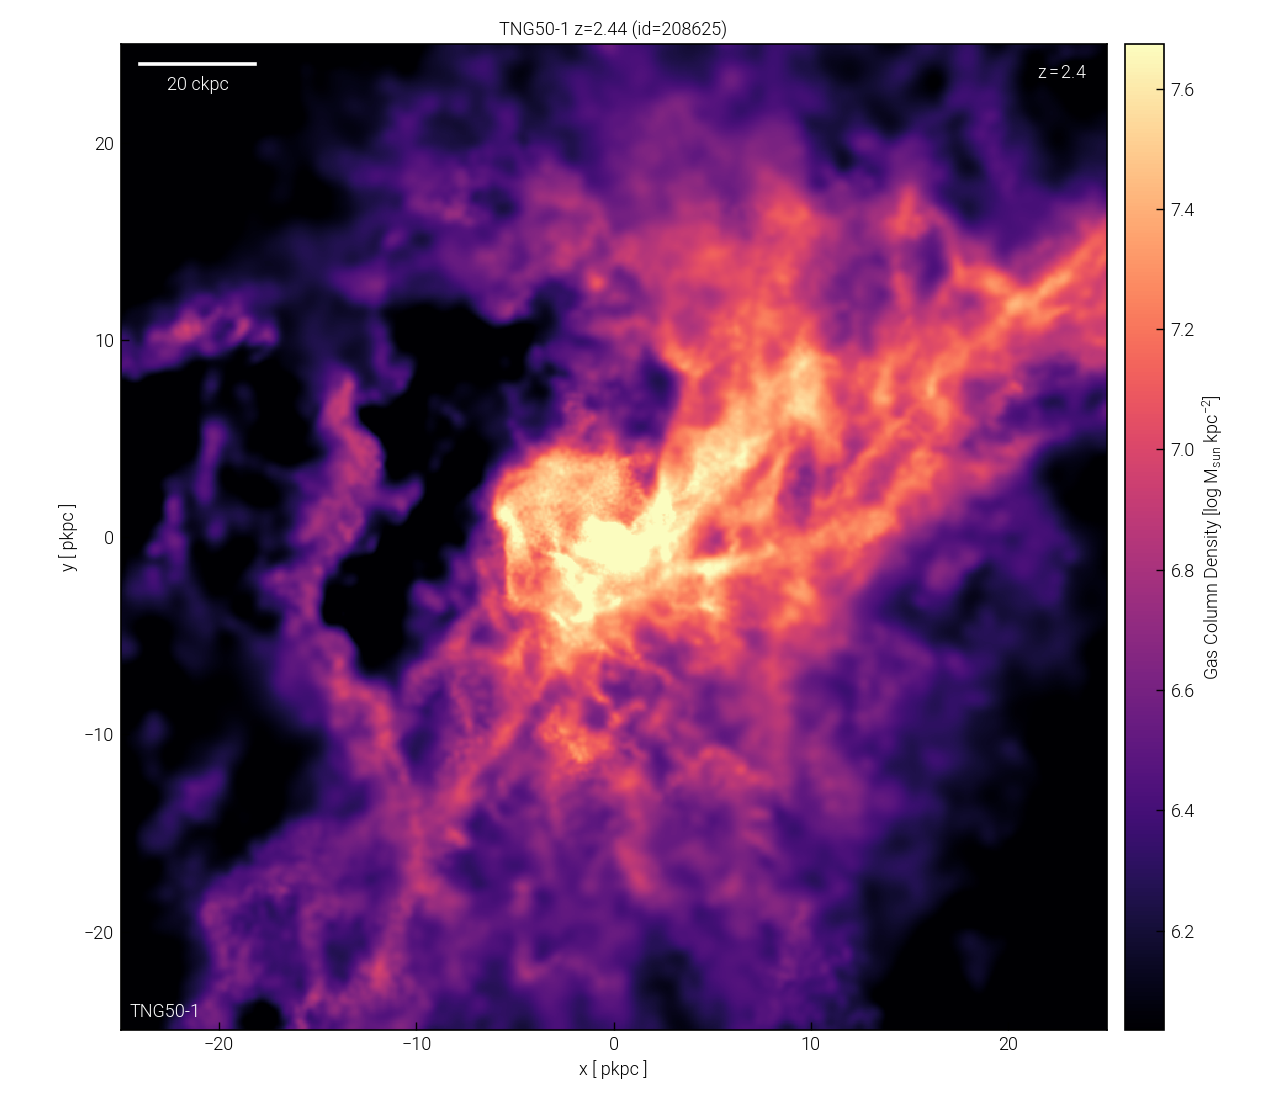 TNG50-1 z=2.44 (id=208625)
20 ckpc
z=2.4
TNG50-1
20
10
0
−10
−20
y [ pkpc ]
−20
−10
0
10
20
x [ pkpc ]
7.6
7.4
7.2
7.0
6.8
6.6
6.4
6.2
Gas Column Density [log M_sun kpc^−2]